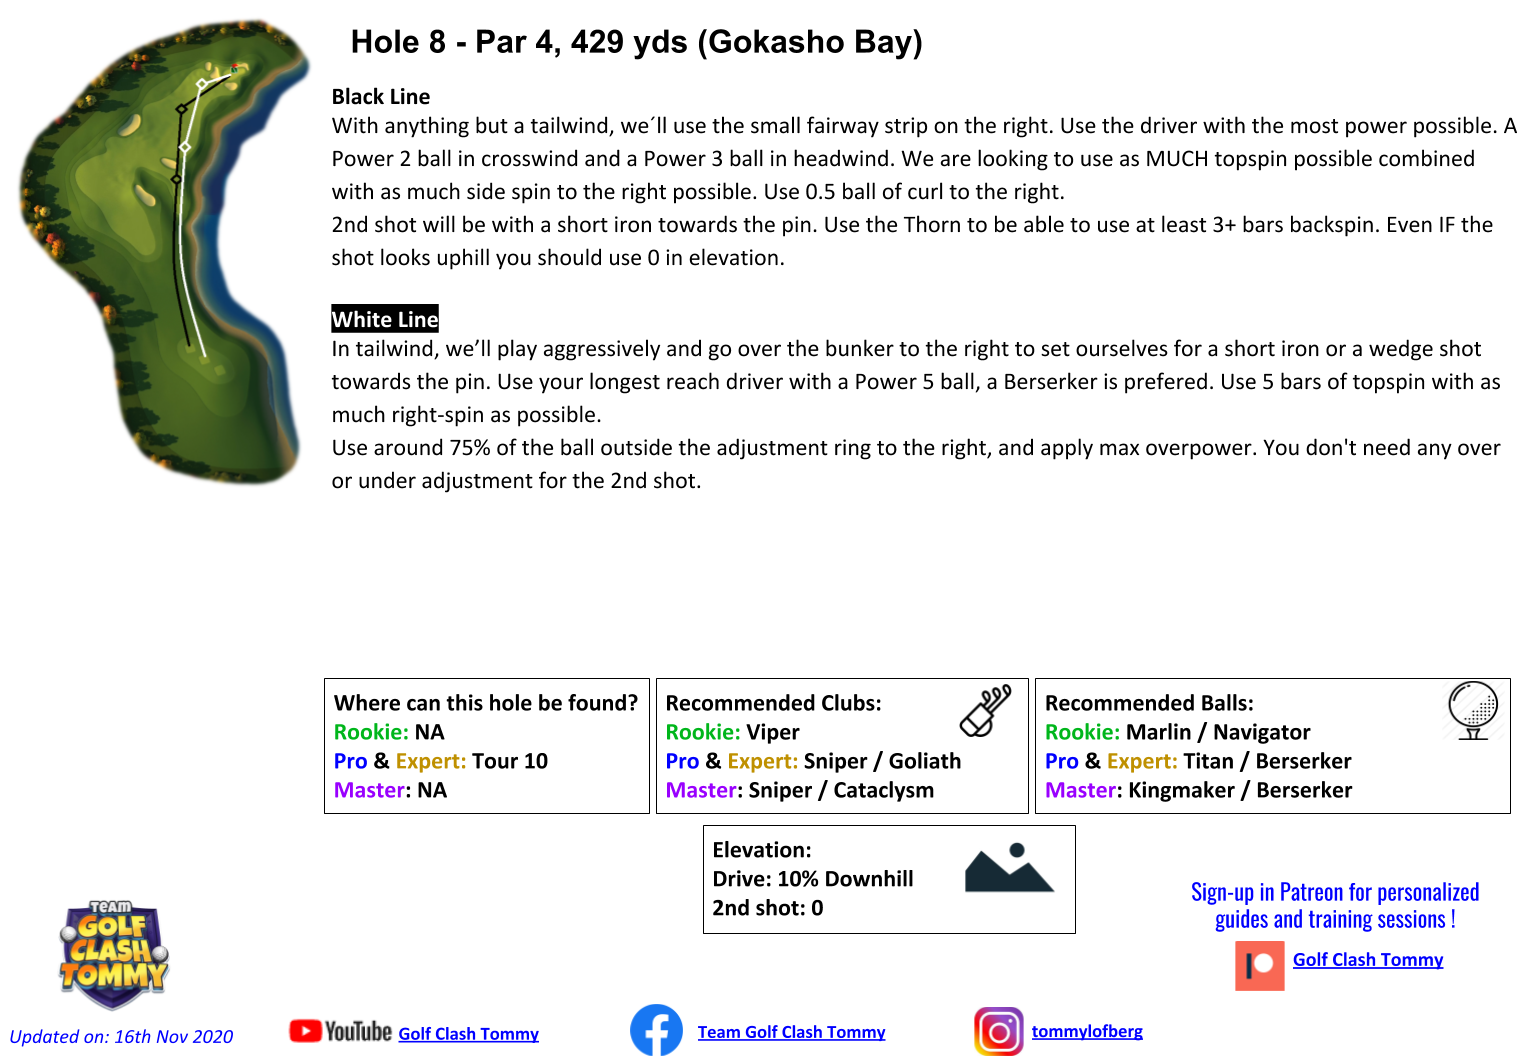 Hole 8 - Par 4, 429 yds (Gokasho Bay)
Black Line
With anything but a tailwind, we´ll use the small fairway strip on the right. Use the driver with the most power possible. A
Power 2 ball in crosswind and a Power 3 ball in headwind. We are looking to use as MUCH topspin possible combined
with as much side spin to the right possible. Use 0.5 ball of curl to the right.
2nd shot will be with a short iron towards the pin. Use the Thorn to be able to use at least 3+ bars backspin. Even IF the
shot looks uphill you should use 0 in elevation.
White Line
In tailwind, we’ll play aggressively and go over the bunker to the right to set ourselves for a short iron or a wedge shot
towards the pin. Use your longest reach driver with a Power 5 ball, a Berserker is prefered. Use 5 bars of topspin with as
much right-spin as possible.
Use around 75% of the ball outside the adjustment ring to the right, and apply max overpower. You don't need any over
or under adjustment for the 2nd shot.
Where can this hole be found?
Rookie: NA
Pro & Expert: Tour 10
Master: NA
Recommended Clubs:
Rookie: Viper
Pro & Expert: Sniper / Goliath
Master: Sniper / Cataclysm
Recommended Balls:
Rookie: Marlin / Navigator
Pro & Expert: Titan / Berserker
Master: Kingmaker / Berserker
Elevation:
Drive: 10% Downhill
2nd shot: 0
Sign-up in Patreon for personalized
guides and training sessions !
Golf Clash Tommy
TEAM
GOLF
CLASH
TOMMY
Updated on: 16th Nov 2020
YouTube Golf Clash Tommy
Team Golf Clash Tommy
tommylofberg